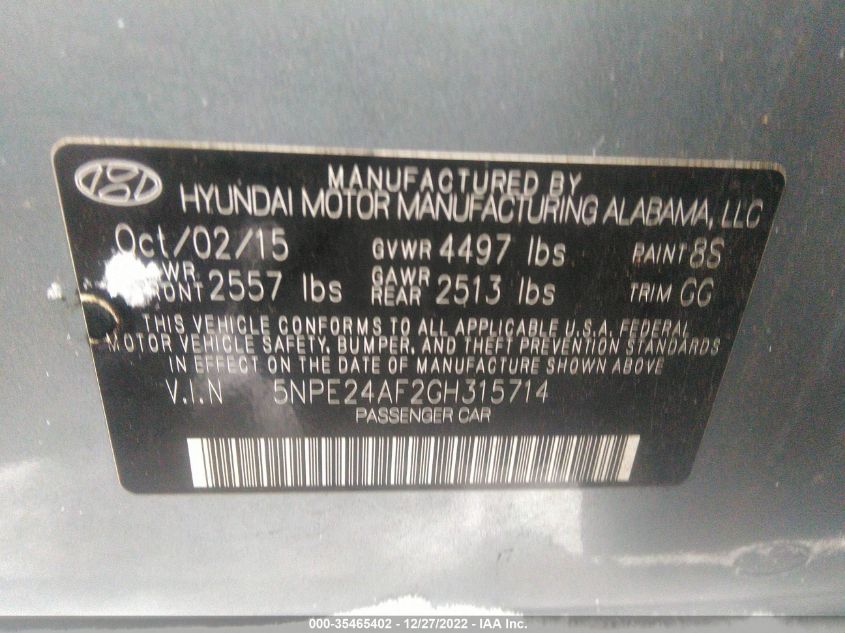 MANUFACTURED BY
HYUNDAI MOTOR MANUFACTURING ALABAMA, LLC
Oct/02/15 GVWR 4497 lbs PAINT 8S
2557 lbs GAWR REAR 2513 lbs TRIM GG
THIS VEHICLE CONFORMS TO ALL APPLICABLE U.S.A. FEDERAL
MOTOR VEHICLE SAFETY, BUMPER, AND THEFT PREVENTION STANDARDS
IN EFFECT ON THE DATE OF MANUFACTURE SHOWN ABOVE
V.I.N 5NPE24AF2GH315714
PASSENGER CAR
000-35465402 - 12/27/2022 - IAA Inc.